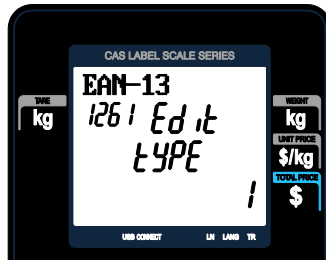 CAS LABEL SCALE SERIES
EAN-13
1261 Edit
tYPE
1
TARE
kg
WEIGHT
kg
UNIT PRICE
$/kg
TOTAL PRICE
$
USB CONNECT LN LANG TR